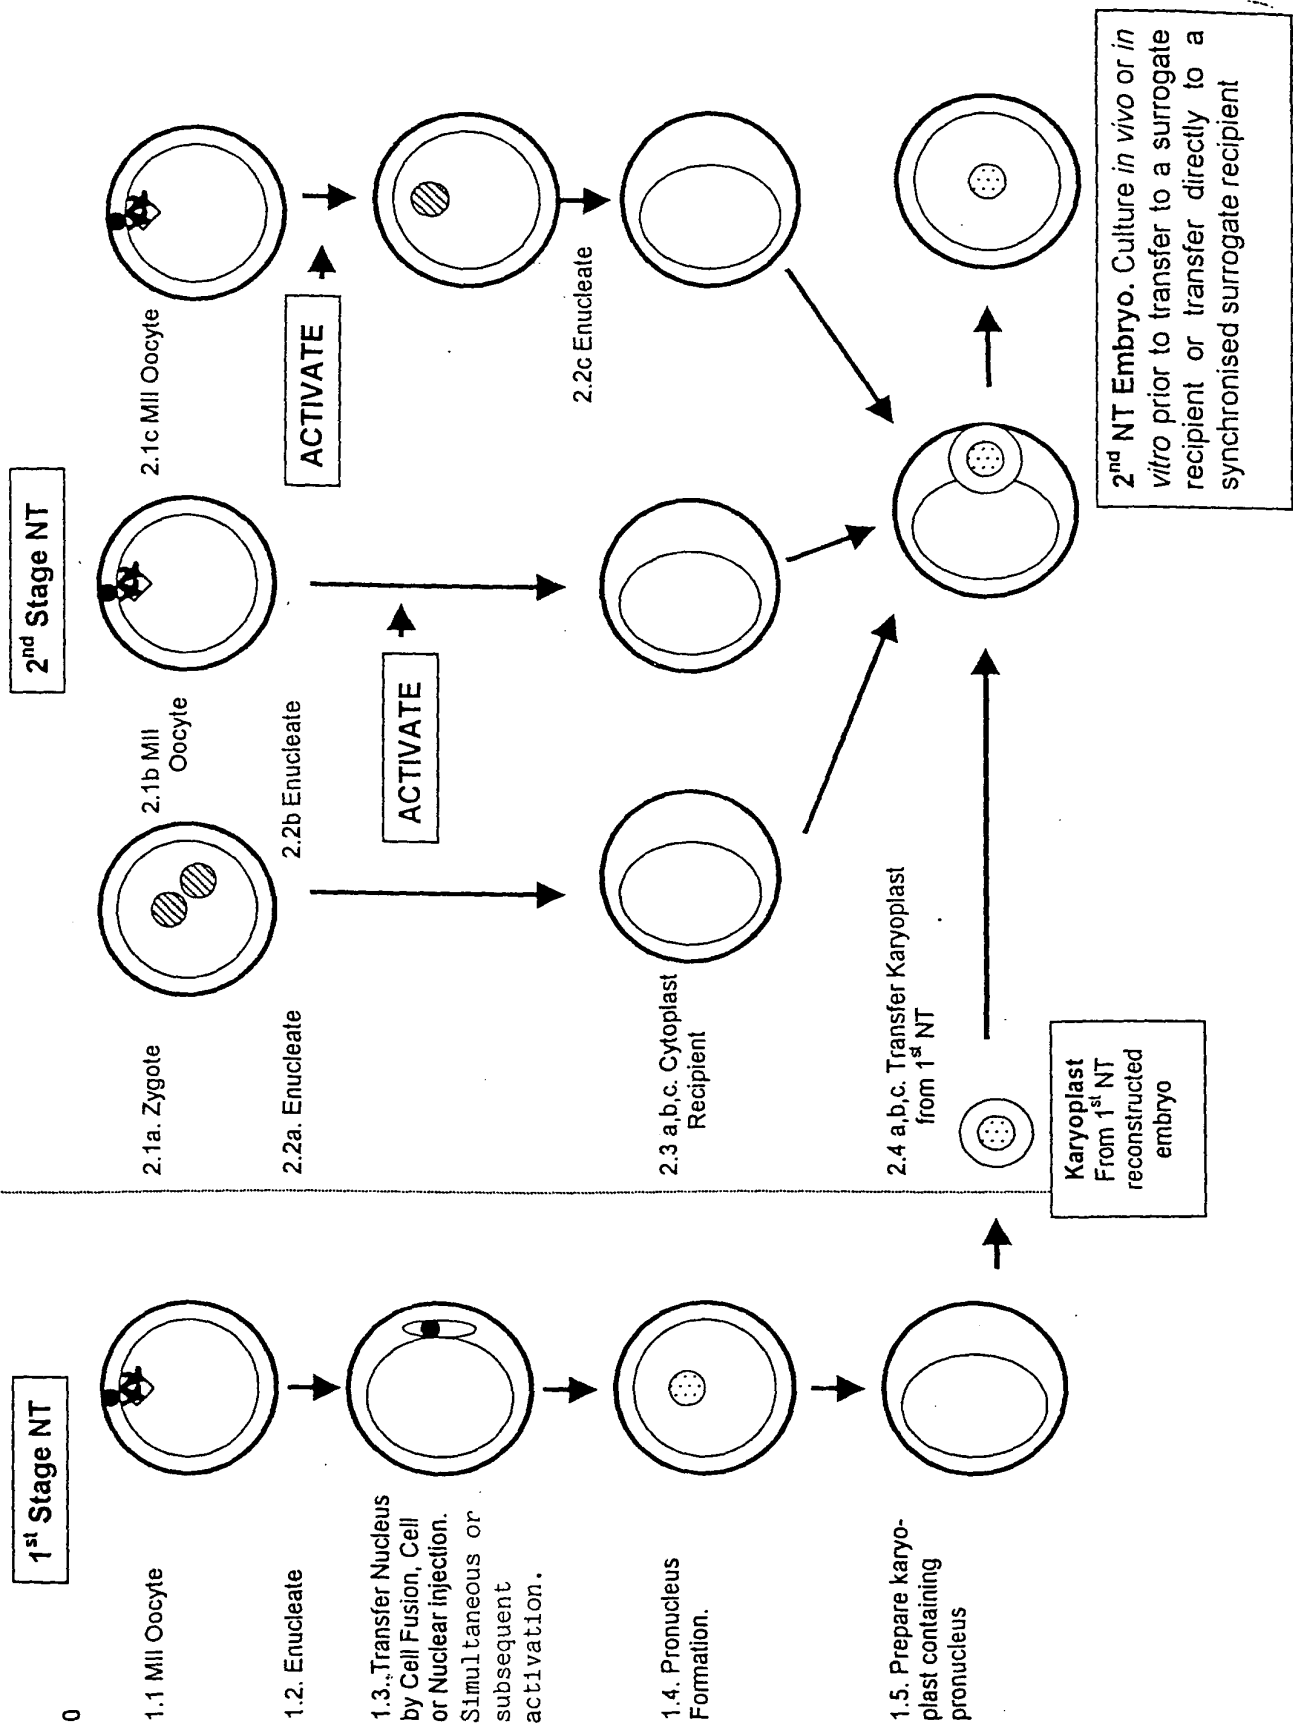 0
1st Stage NT
1.1 MII Oocyte
1.2. Enucleate
1.3. Transfer Nucleus
by Cell Fusion, Cell
or Nuclear injection.
Simultaneous or
subsequent
activation.
1.4. Pronucleus
Formation.
1.5. Prepare karyo-
plast containing
pronucleus
2nd Stage NT
2.1a. Zygote
2.1b MII
Oocyte
2.1c MII Oocyte
2.2a. Enucleate
2.2b Enucleate
ACTIVATE
ACTIVATE
2.2c Enucleate
2.3 a,b,c. Cytoplast
Recipient
2.4 a,b,c. Transfer Karyoplast
from 1st NT
Karyoplast
From 1st NT
reconstructed
embryo
2nd NT Embryo. Culture in vivo or in
vitro prior to transfer to a surrogate
recipient or transfer directly to a
synchronised surrogate recipient